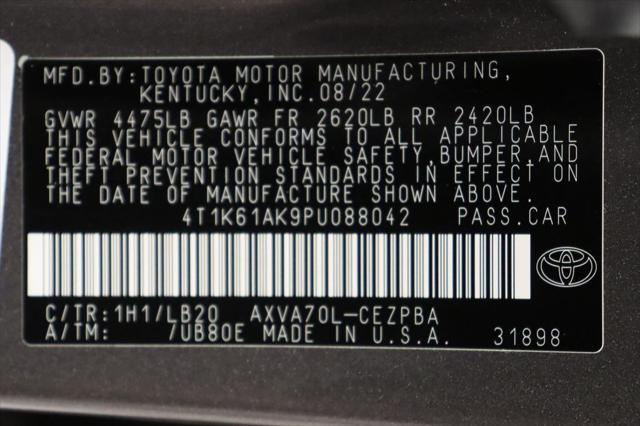 MFD.BY:TOYOTA MOTOR MANUFACTURING,
KENTUCKY,INC.08/22
GVWR 4475LB GAWR FR 2620LB RR 2420LB
THIS VEHICLE CONFORMS TO ALL APPLICABLE
FEDERAL MOTOR VEHICLE SAFETY,BUMPER,AND
THEFT PREVENTION STANDARDS IN EFFECT ON
THE DATE OF MANUFACTURE SHOWN ABOVE.
4T1K61AK9PU088042 PASS.CAR
C/TR:1H1/LB20 AXVA70L-CEZPBA
A/TM: /UB80E MADE IN U.S.A. 31898